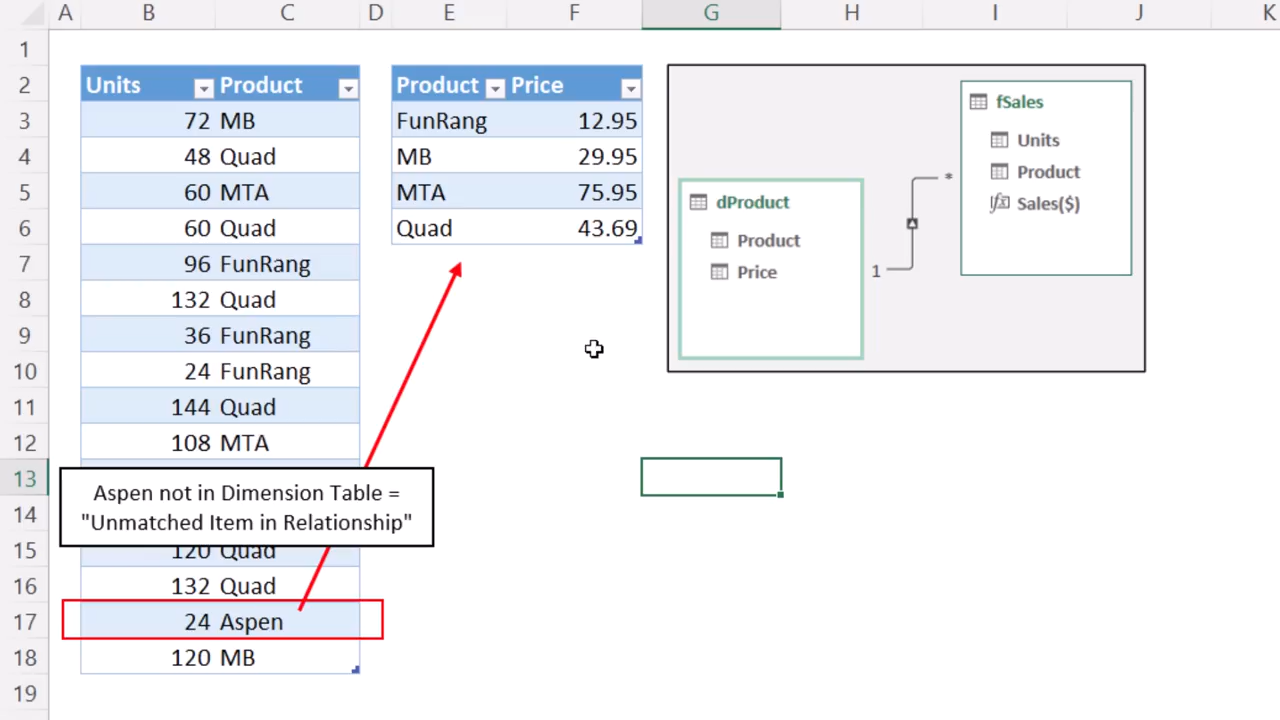 A B C D E F G H I J K
1
2 Units Product Product Price
3 72 MB FunRang 12.95
4 48 Quad MB 29.95
5 60 MTA MTA 75.95
6 60 Quad Quad 43.69
7 96 FunRang
8 132 Quad
9 36 FunRang
10 24 FunRang
11 144 Quad
12 108 MTA
13
14
15 120 Quad
16 132 Quad
17 24 Aspen
18 120 MB
19
Aspen not in Dimension Table =
"Unmatched Item in Relationship"
dProduct
Product
Price
1
*
fSales
Units
Product
fx Sales($)